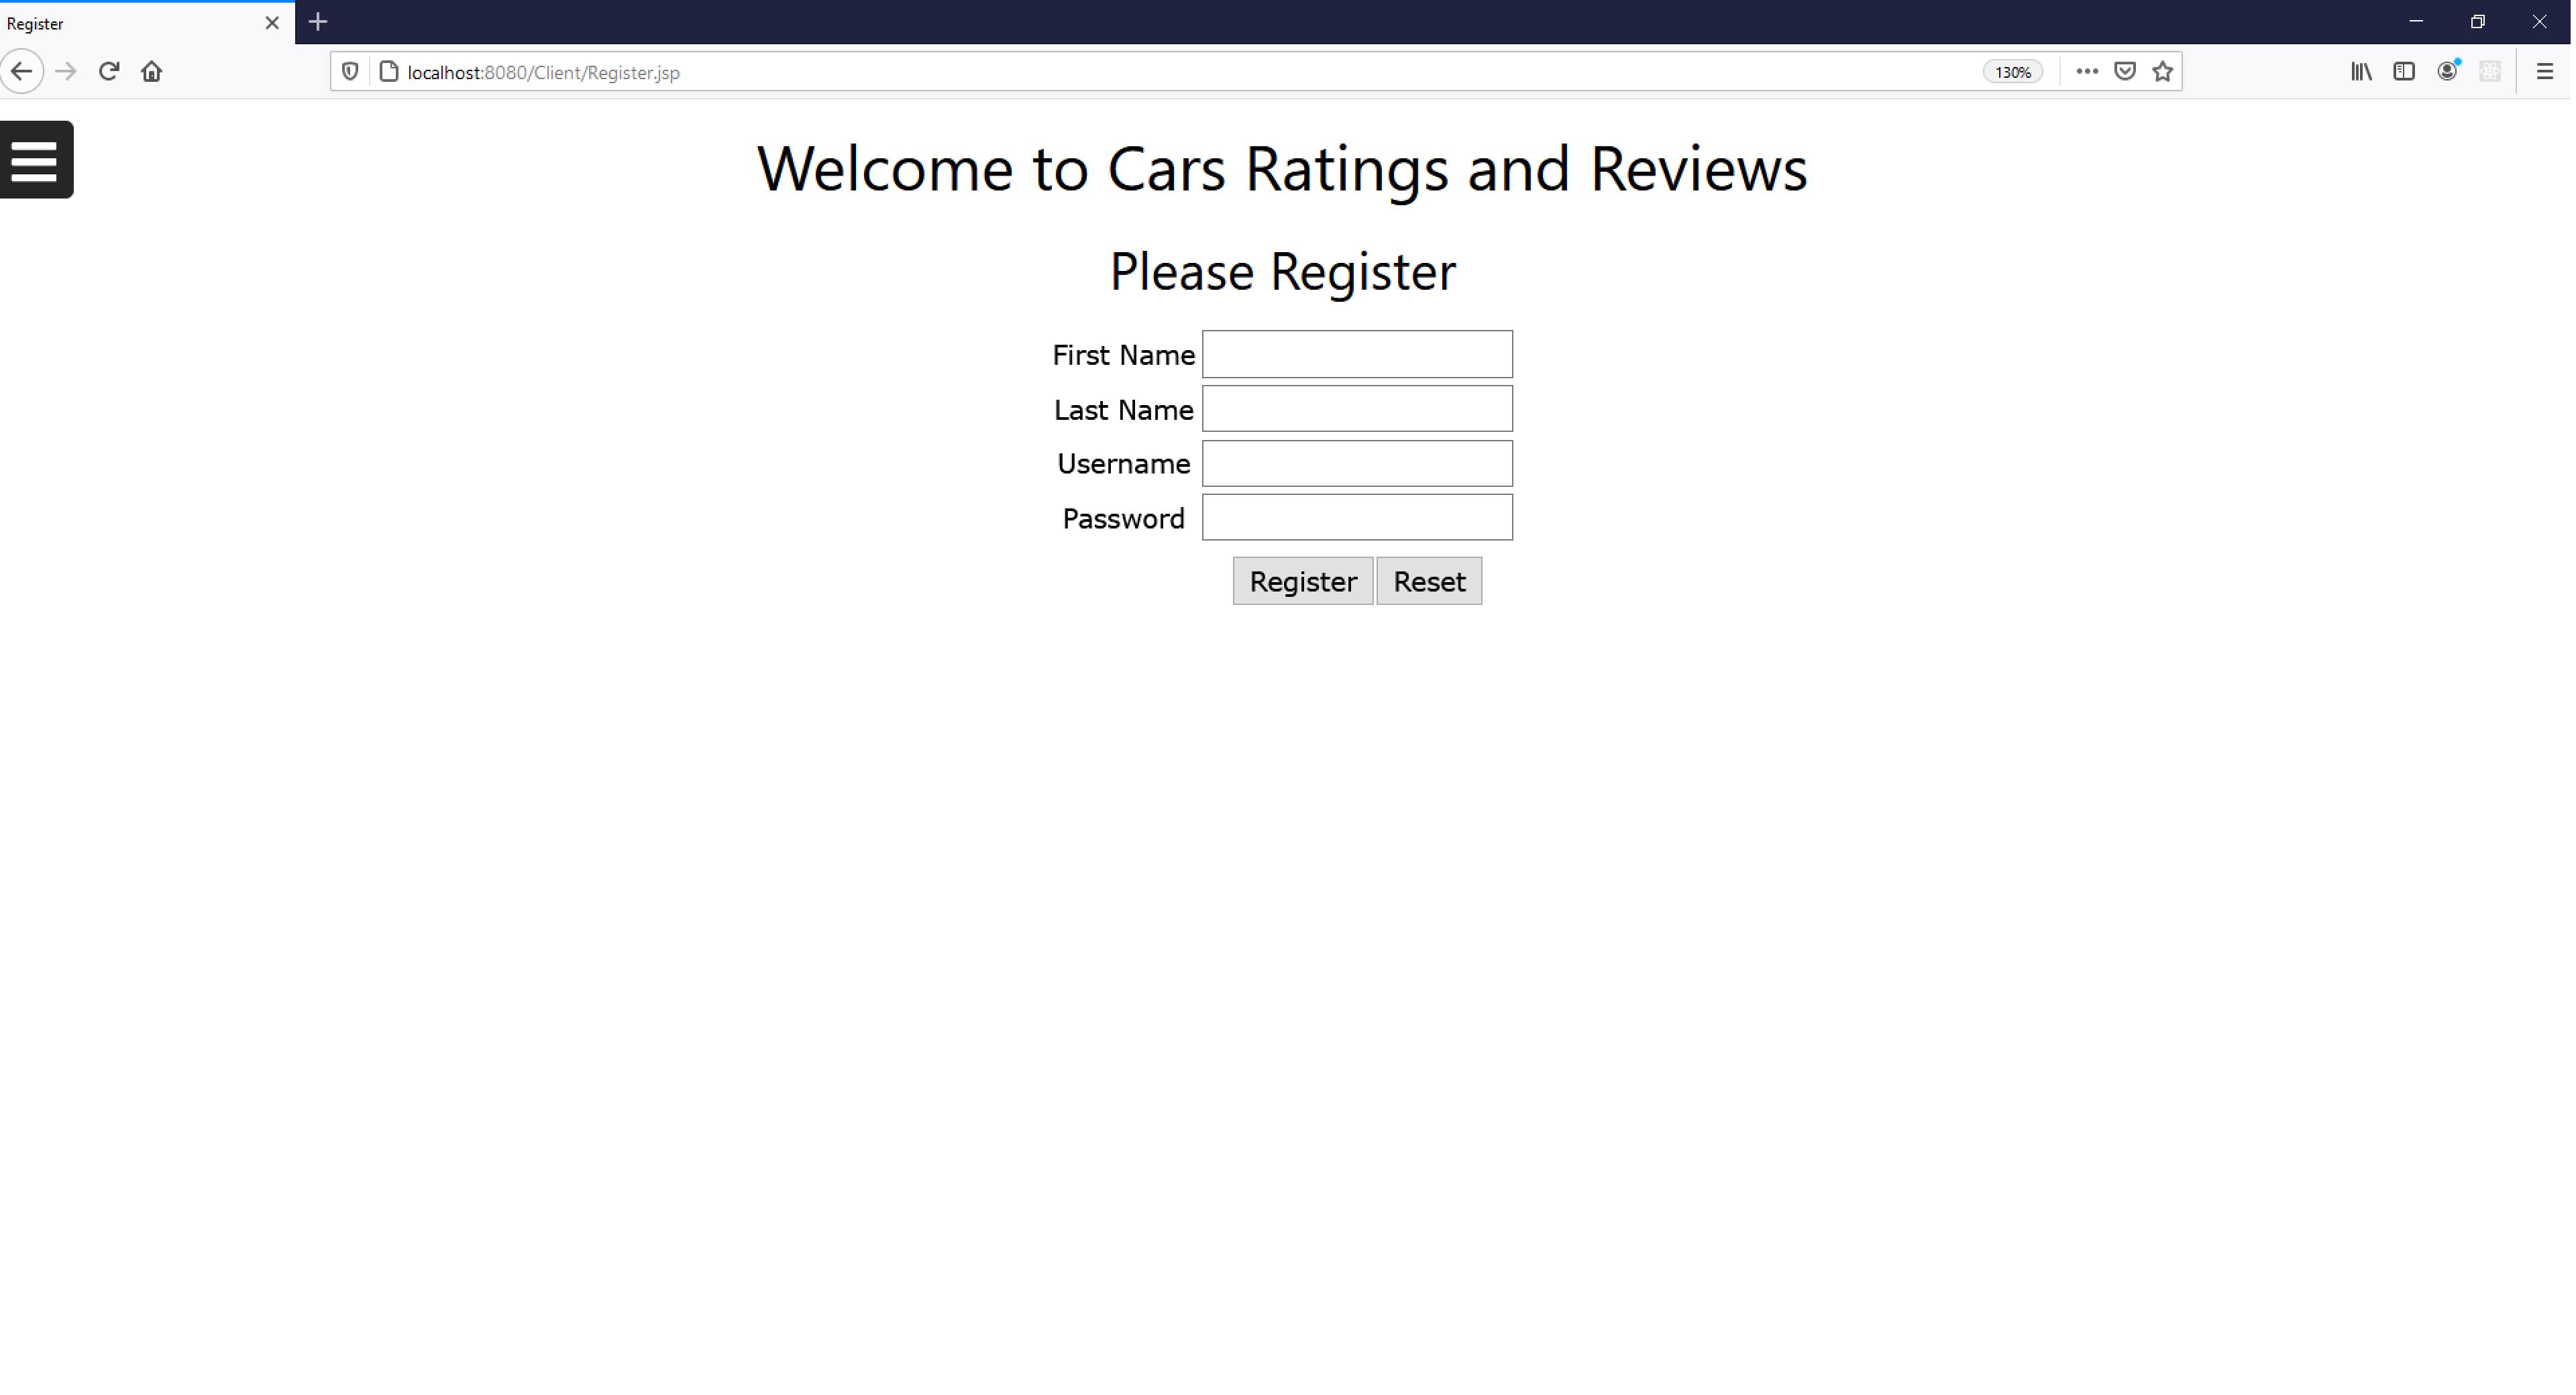 Register
localhost:8080/Client/Register.jsp 130%
Welcome to Cars Ratings and Reviews
Please Register
First Name
Last Name
Username
Password
Register Reset